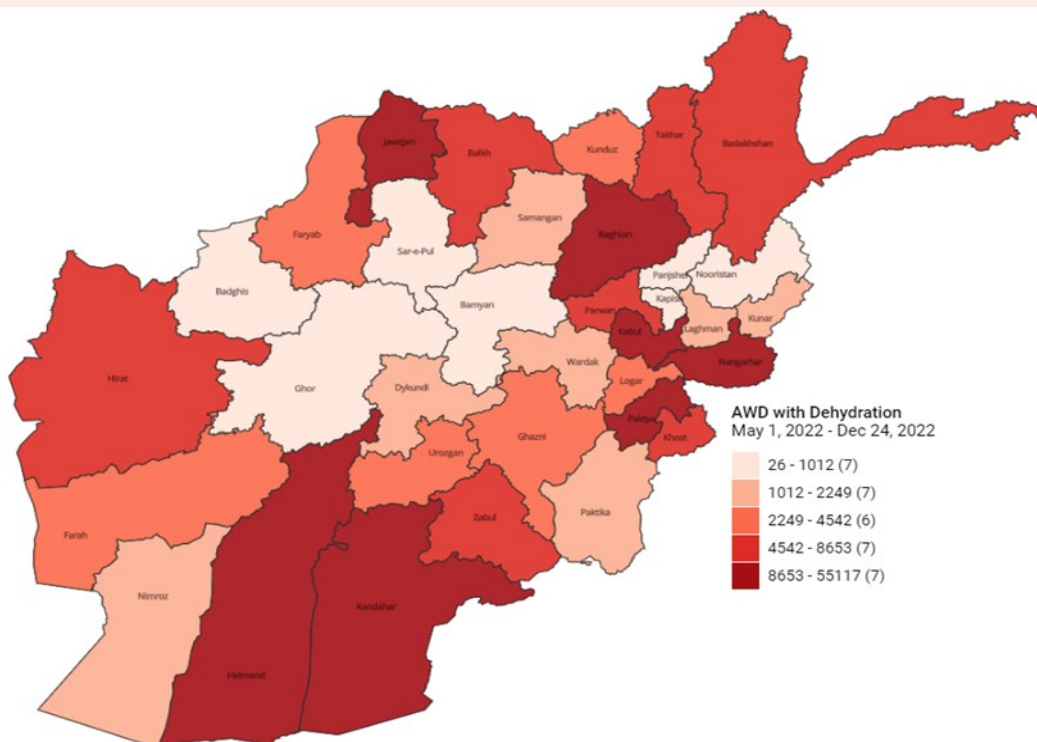 Jawzjan
Balkh
Kunduz
Takhar
Badakhshan
Faryab
Sar-e-Pul
Samangan
Baghlan
Badghis
Bamyan
Panjsher
Nooristan
Kapisa
Parwan
Laghman
Kunar
Kabul
Hirat
Ghor
Dykundi
Wardak
Nangarhar
Logar
Paktya
Khost
Urozgan
Ghazni
Farah
Zabul
Paktika
Nimroz
Kandahar
Helmand
AWD with Dehydration
May 1, 2022 - Dec 24, 2022
26 - 1012 (7)
1012 - 2249 (7)
2249 - 4542 (6)
4542 - 8653 (7)
8653 - 55117 (7)